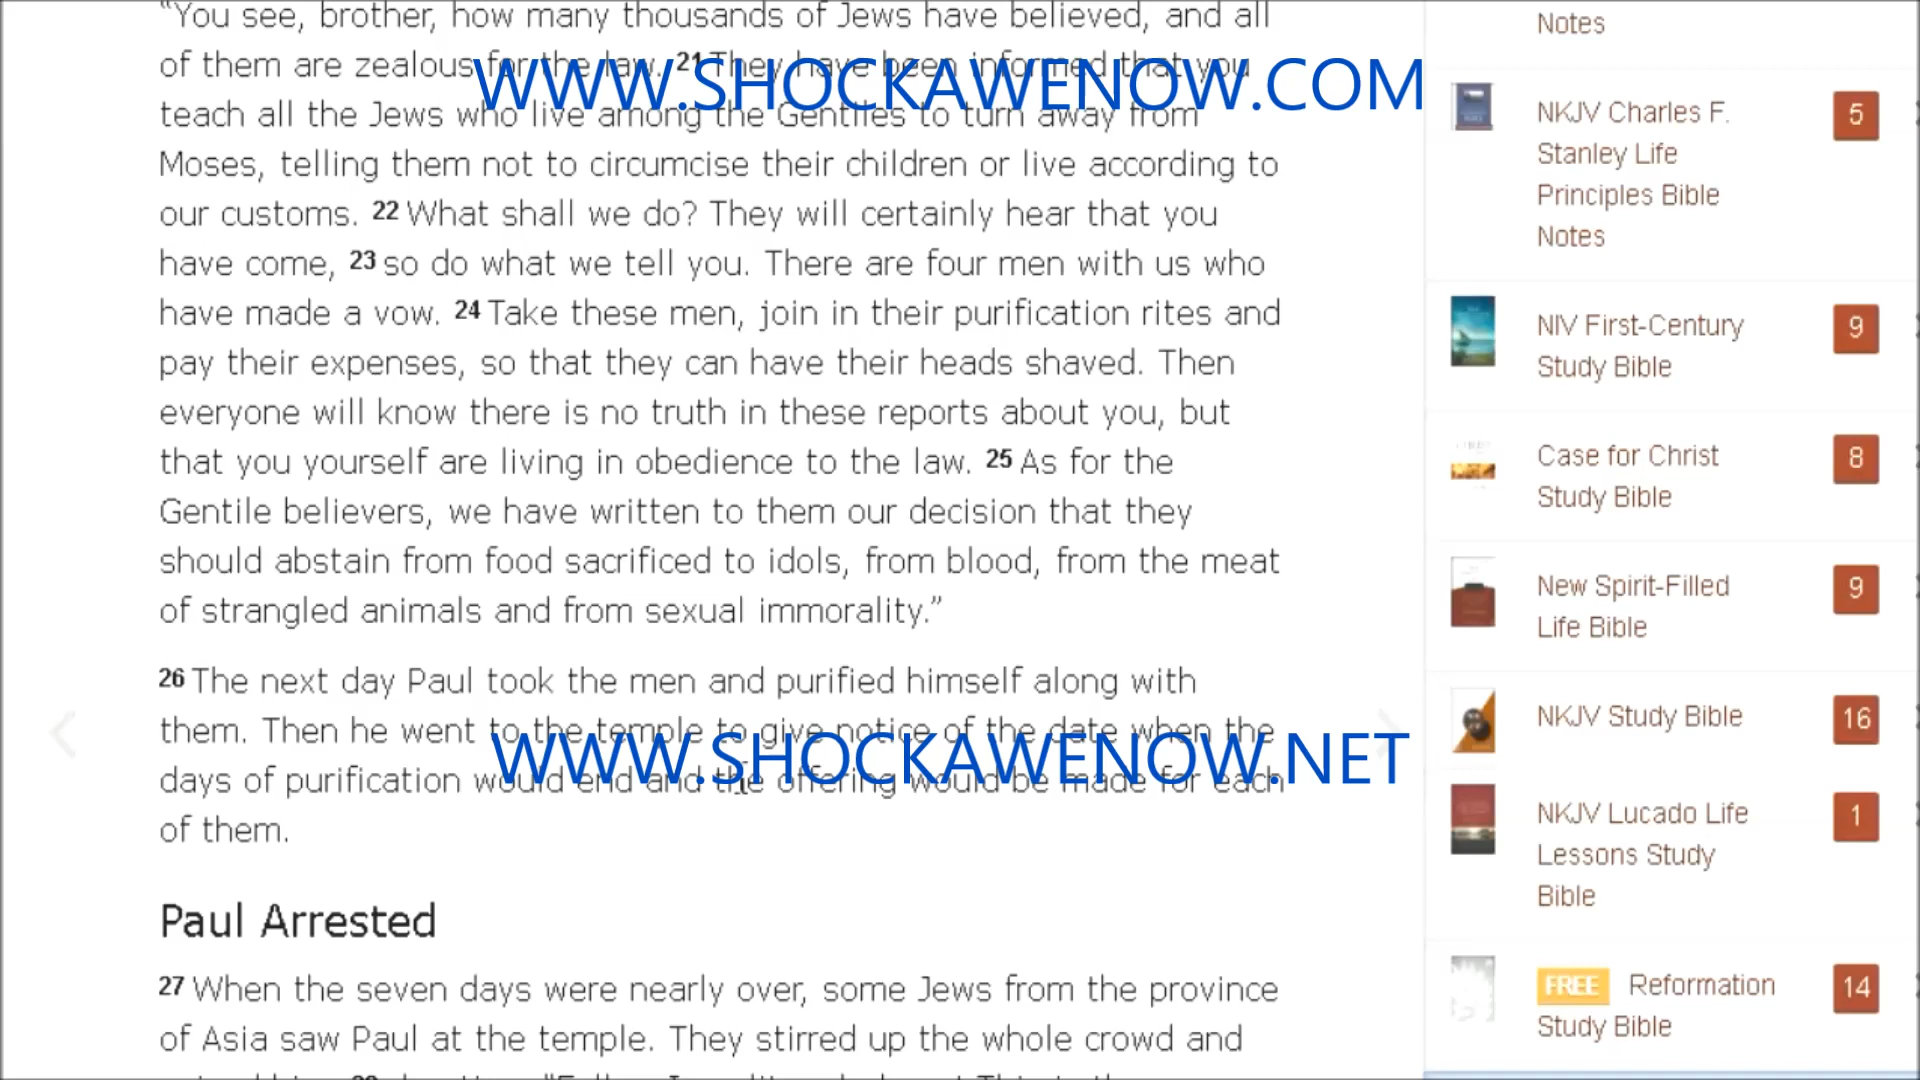 “You see, brother, how many thousands of Jews have believed, and all
of them are zealous for the law. 21 They have been informed that you
WWW.SHOCKAWENOW.COM
teach all the Jews who live among the Gentiles to turn away from
Moses, telling them not to circumcise their children or live according to
our customs. 22 What shall we do? They will certainly hear that you
have come, 23 so do what we tell you. There are four men with us who
have made a vow. 24 Take these men, join in their purification rites and
pay their expenses, so that they can have their heads shaved. Then
everyone will know there is no truth in these reports about you, but
that you yourself are living in obedience to the law. 25 As for the
Gentile believers, we have written to them our decision that they
should abstain from food sacrificed to idols, from blood, from the meat
of strangled animals and from sexual immorality.”
26 The next day Paul took the men and purified himself along with
them. Then he went to the temple to give notice of the date when the
WWW.SHOCKAWENOW.NET
days of purification would end and the offering would be made for each
of them.
Paul Arrested
27 When the seven days were nearly over, some Jews from the province
of Asia saw Paul at the temple. They stirred up the whole crowd and
Notes
NKJV Charles F.
Stanley Life
Principles Bible
Notes
5
NIV First-Century
Study Bible
9
Case for Christ
Study Bible
8
New Spirit-Filled
Life Bible
9
NKJV Study Bible
16
NKJV Lucado Life
Lessons Study
Bible
1
FREE Reformation
Study Bible
14